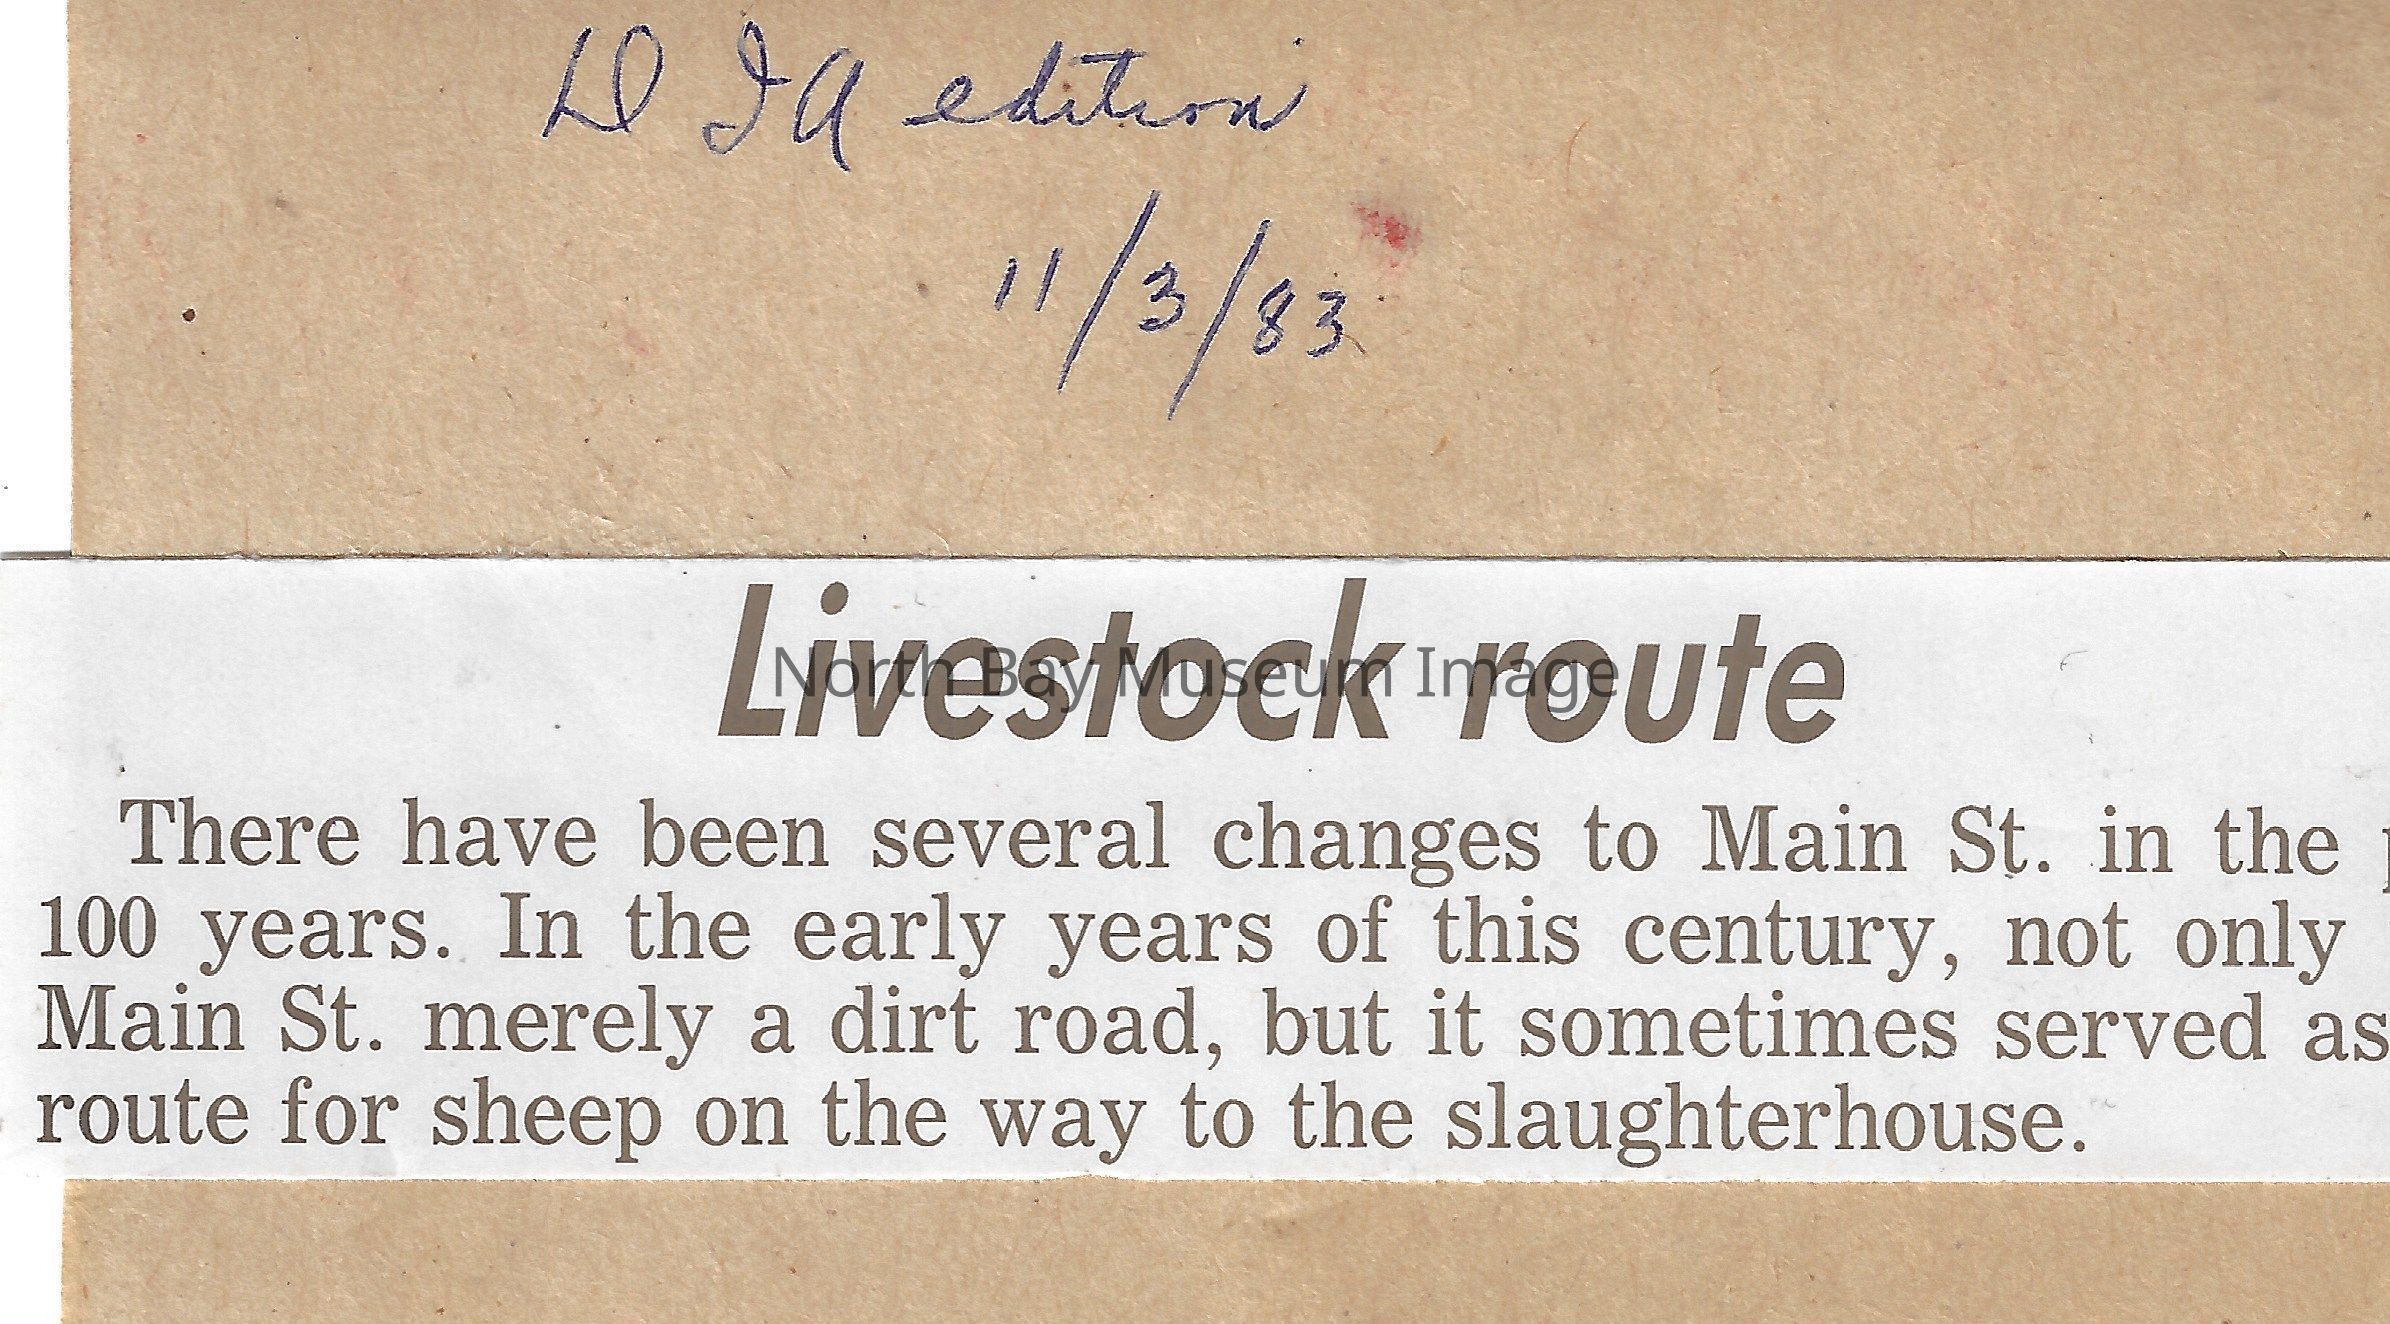 D I A edition
11/3/83
Livestock route
North Bay Museum Image
There have been several changes to Main St. in the
100 years. In the early years of this century, not only
Main St. merely a dirt road, but it sometimes served as
route for sheep on the way to the slaughterhouse.